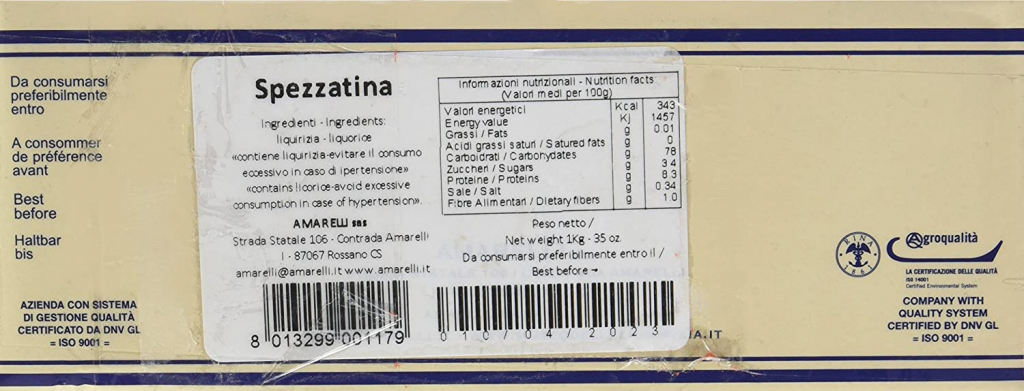 Da consumarsi
preferibilmente
entro
A consommer
de préférence
avant
Best
before
Haltbar
bis
AZIENDA CON SISTEMA
DI GESTIONE QUALITÀ
CERTIFICATO DA DNV GL
= ISO 9001 =
Spezzatina
Ingredienti - Ingredients:
liquirizia - liquorice
«contiene liquirizia-evitare il consumo
eccessivo in caso di ipertensione»
«contains licorice-avoid excessive
consumption in case of hypertension».
AMARELLI sas
Strada Statale 106 - Contrada Amarelli
I - 87067 Rossano CS
amarelli@amarelli.it www.amarelli.it
8 013299 001179
Informazioni nutrizionali - Nutrition facts
(Valori medi per 100g)
Valori energetici Kcal 343
Energy value Kj 1457
Grassi / Fats g 0.01
Acidi grassi saturi / Satured fats g 0
Carboidrati / Carbohydates g 78
Zuccheri / Sugars g 34
Proteine / Proteins g 8.3
Sale / Salt g 0.34
Fibre Alimentari / Dietary fibers g 1.0
Peso netto /
Net weight 1Kg - 35 oz
Da consumarsi preferibilmente entro il /
Best before →
010/04/2023
IA.IT
RINA
1861
Agroqualità
LA CERTIFICAZIONE DELLE QUALITÀ
ISO 14001
Certified Environmental System
COMPANY WITH
QUALITY SYSTEM
CERTIFIED BY DNV GL
= ISO 9001 =